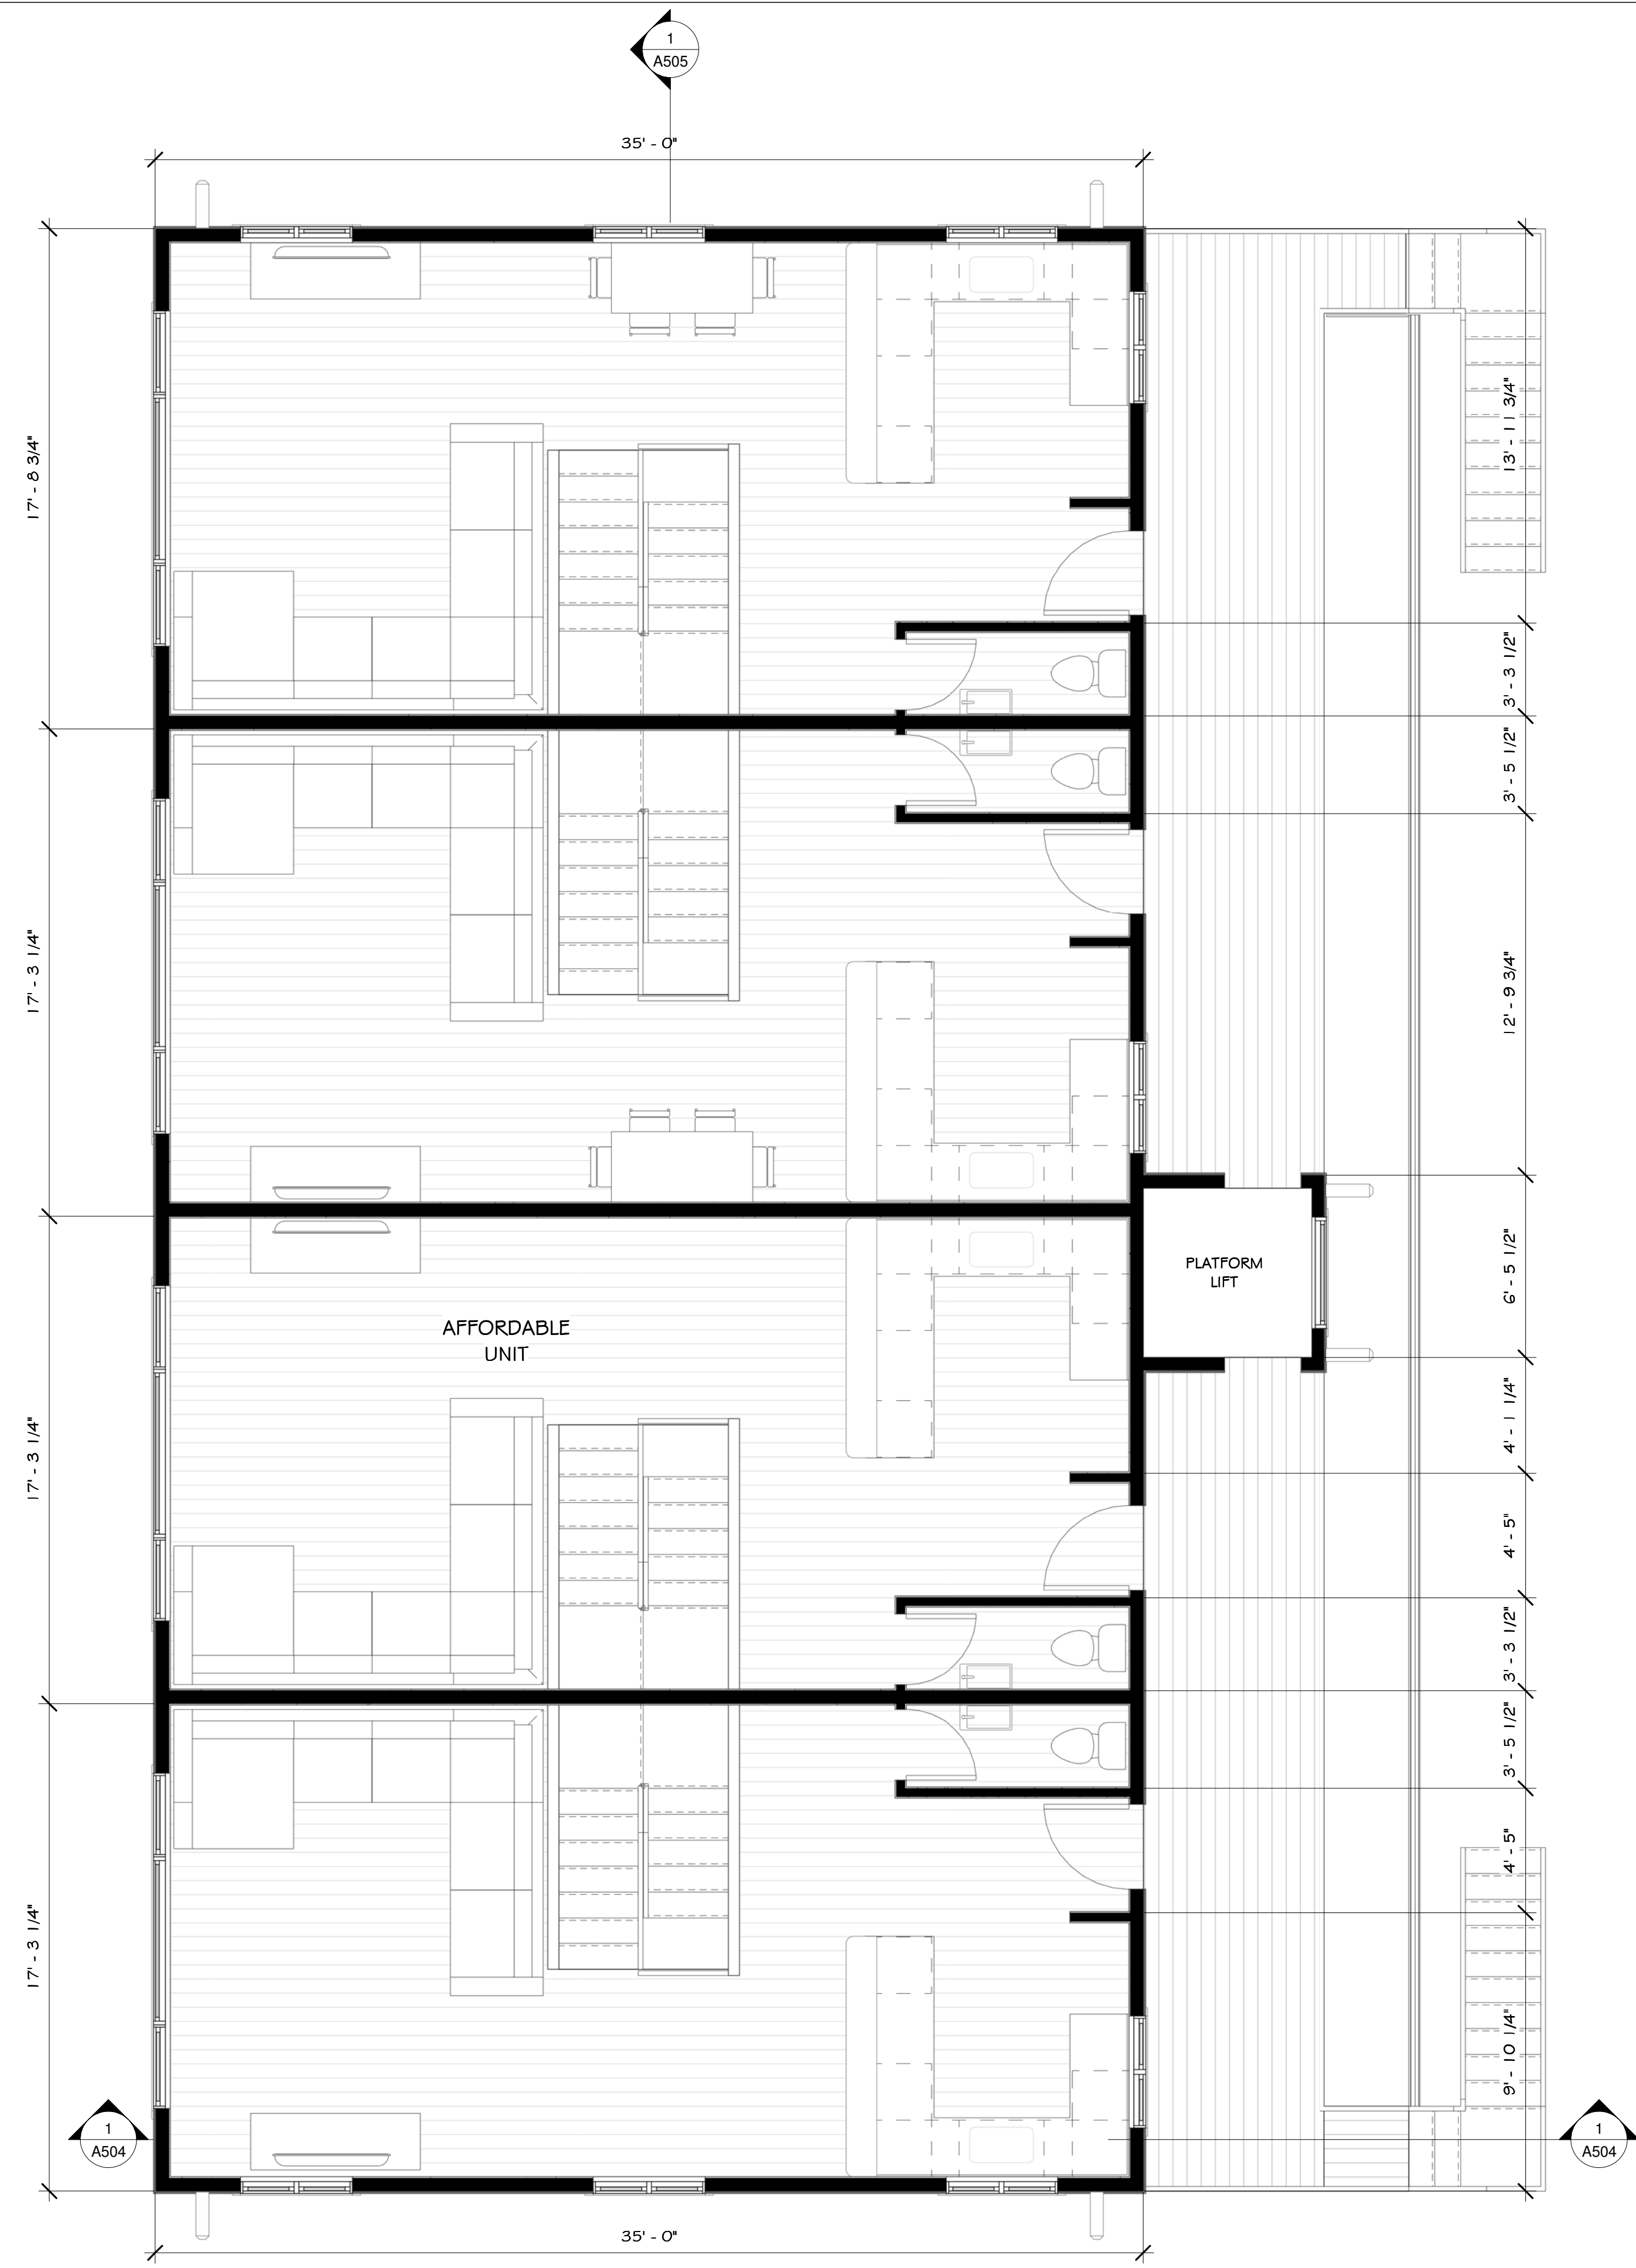 1
A505
35' - 0"
17' - 8 3/4"
13' - 11 3/4"
3' - 3 1/2"
3' - 5 1/2"
17' - 3 1/4"
12' - 9 3/4"
PLATFORM
LIFT
6' - 5 1/2"
AFFORDABLE
UNIT
17' - 3 1/4"
4' - 1 1/4"
4' - 5"
3' - 3 1/2"
3' - 5 1/2"
4' - 5"
17' - 3 1/4"
9' - 10 1/4"
1
A504
1
A504
35' - 0"